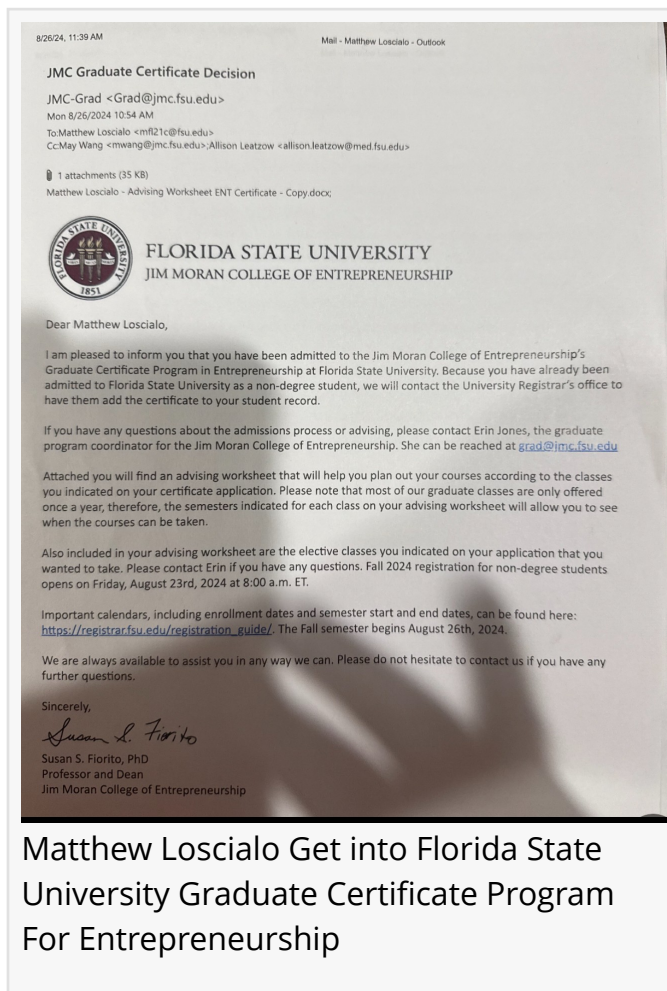 8/26/24, 11:39 AM
Mail - Matthew Loscialo - Outlook
JMC Graduate Certificate Decision
JMC-Grad <Grad@jmc.fsu.edu>
Mon 8/26/2024 10:54 AM
To:Matthew Loscialo <mfl21c@fsu.edu>
Cc:May Wang <mwang@jmc.fsu.edu>;Allison Leatzow <allison.leatzow@med.fsu.edu>
1 attachments (35 KB)
Matthew Loscialo - Advising Worksheet ENT Certificate - Copy.docx;
FLORIDA STATE UNIVERSITY
1851
FLORIDA STATE UNIVERSITY
JIM MORAN COLLEGE OF ENTREPRENEURSHIP
Dear Matthew Loscialo,
I am pleased to inform you that you have been admitted to the Jim Moran College of Entrepreneurship's
Graduate Certificate Program in Entrepreneurship at Florida State University. Because you have already been
admitted to Florida State University as a non-degree student, we will contact the University Registrar's office to
have them add the certificate to your student record.
If you have any questions about the admissions process or advising, please contact Erin Jones, the graduate
program coordinator for the Jim Moran College of Entrepreneurship. She can be reached at grad@jmc.fsu.edu
Attached you will find an advising worksheet that will help you plan out your courses according to the classes
you indicated on your certificate application. Please note that most of our graduate classes are only offered
once a year, therefore, the semesters indicated for each class on your advising worksheet will allow you to see
when the courses can be taken.
Also included in your advising worksheet are the elective classes you indicated on your application that you
wanted to take. Please contact Erin if you have any questions. Fall 2024 registration for non-degree students
opens on Friday, August 23rd, 2024 at 8:00 a.m. ET.
Important calendars, including enrollment dates and semester start and end dates, can be found here:
https://registrar.fsu.edu/registration_guide/. The Fall semester begins August 26th, 2024.
We are always available to assist you in any way we can. Please do not hesitate to contact us if you have any
further questions.
Sincerely,
Susan S. Fiorito
Susan S. Fiorito, PhD
Professor and Dean
Jim Moran College of Entrepreneurship
Matthew Loscialo Get into Florida State
University Graduate Certificate Program
For Entrepreneurship